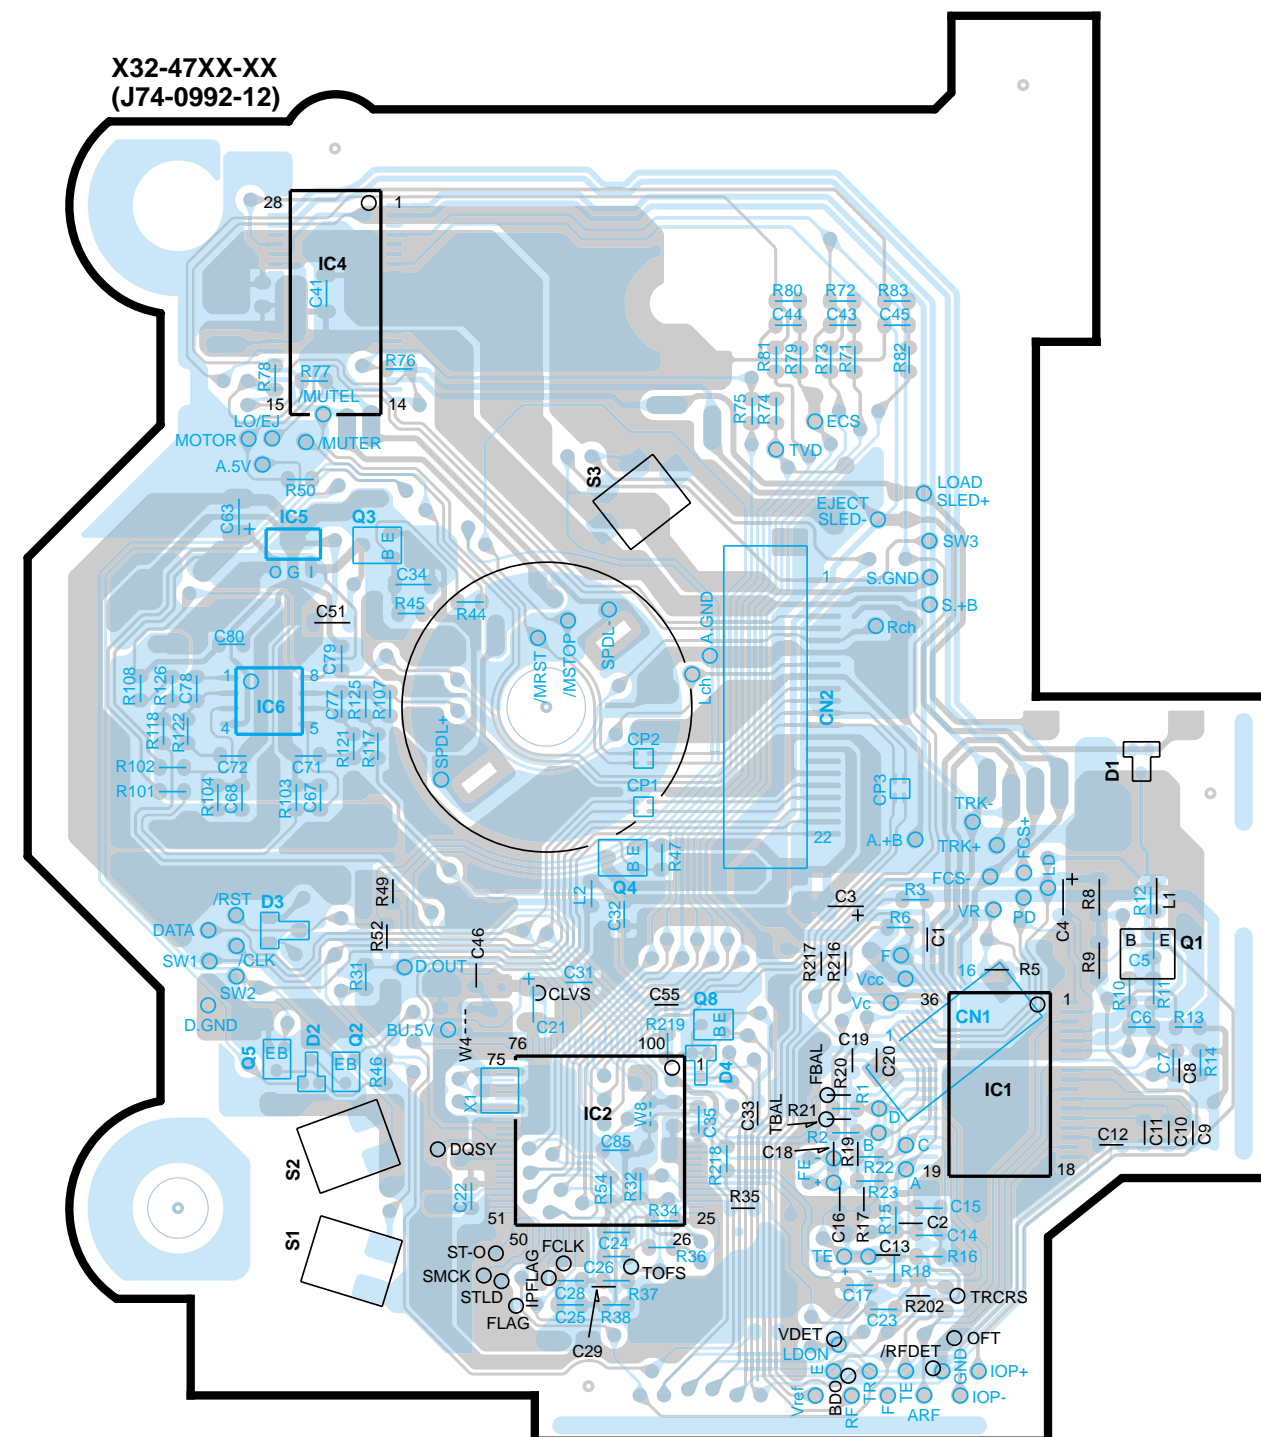 X32-47XX-XX
(J74-0992-12)
28
1
IC4
C41
R80
R72
R83
C44
C43
C45
R81
R79
R73
R71
R82
R78
R77
R76
/MUTEL
15
14
R75
R74
LO/EJ
MOTOR
/MUTER
ECS
A.5V
TVD
R50
S3
LOAD
SLED+
EJECT
SLED-
C63
+
IC5
Q3
B E
SW3
O G I
C34
1
S.GND
R45
R44
C51
S.+B
Rch
C80
C79
/MRST
/MSTOP
SPDL-
A.GND
Lch
R108
R126
C78
1
8
IC6
C77
R125
R107
CN2
R118
R122
4
5
R121
R117
SPDL+
CP2
D1
R102
C72
C71
R101
R104
C68
R103
C67
CP1
CP3
TRK-
22
A.+B
TRK+
FCS+
B E
R47
LD
Q4
FCS-
R49
L2
C32
C3
+
R3
VR
PD
+
C4
R8
R12
L1
/RST
D3
DATA
R52
R6
C1
B
E
Q1
SW1
/CLK
C46
R217
R216
F
R9
C5
D.OUT
16
R5
SW2
R31
+
C31
Vcc
CLVS
R10
R11
D.GND
C55
Q8
Vc
36
1
CN1
BU.5V
C21
R219
B E
C6
R13
W4
Q5
EB
D2
EB
Q2
R46
76
100
75
1
D4
C19
C20
1
C7
C8
R14
FBAL
R20
IC1
X1
IC2
W8
C35
C33
TBAL
R21
R1
D
R2
C12
C11
C10
C9
DQSY
C85
C18
R19
B
C
S2
R218
FE
-
+
R22
A
19
18
C22
R54
R32
R23
R35
51
R34
25
C16
R17
R15
C15
C2
S1
50
26
C14
ST-O
FCLK
C24
R36
TE
+
-
C13
R16
SMCK
IPFLAG
C26
TOFS
R18
STLD
C28
R37
C17
FLAG
C25
R38
R202
TRCRS
C29
C23
VDET
LDON
/RFDET
OFT
E
TR
TE
GND
IOP+
Vref
BDO
RF
F
ARF
IOP-